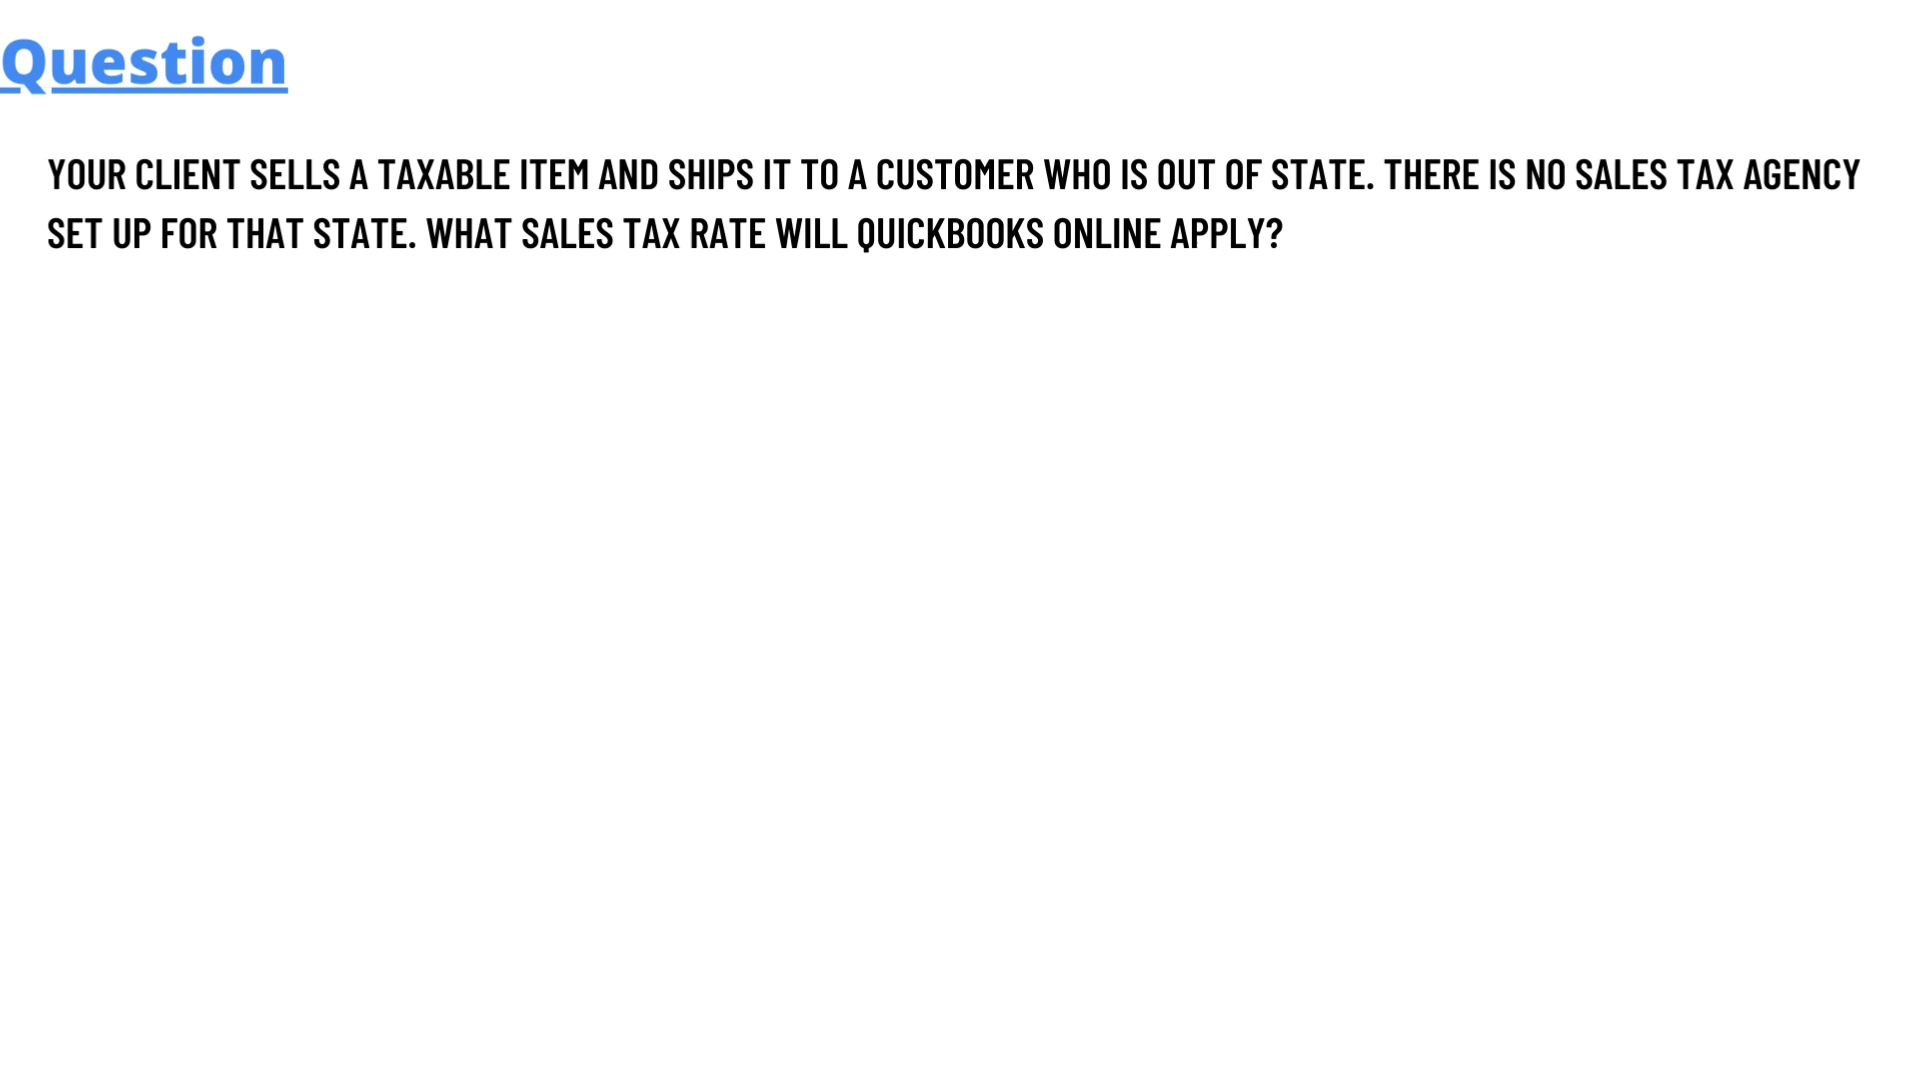 Question
YOUR CLIENT SELLS A TAXABLE ITEM AND SHIPS IT TO A CUSTOMER WHO IS OUT OF STATE. THERE IS NO SALES TAX AGENCY
SET UP FOR THAT STATE. WHAT SALES TAX RATE WILL QUICKBOOKS ONLINE APPLY?